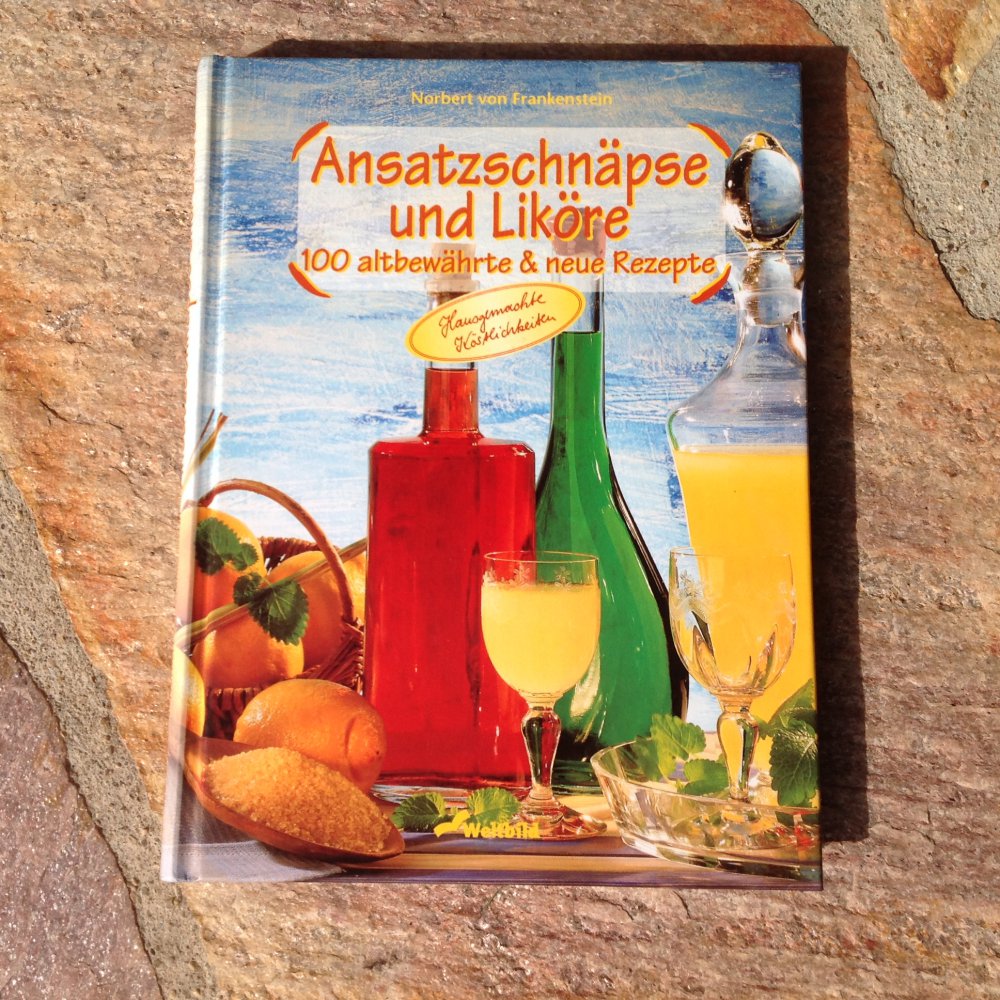 Norbert von Frankenstein
Ansatzschnäpse
und Liköre
100 altbewährte & neue Rezepte
Hausgemachte
Köstlichkeiten
Weltbild